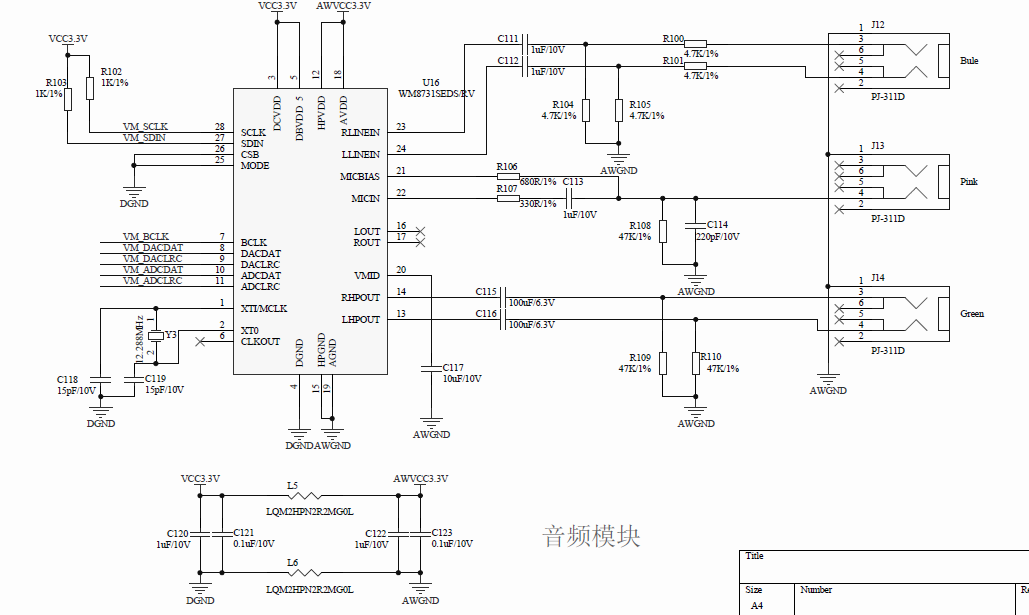 VCC3.3V
AWVCC3.3V
VCC3.3V
R103
1K/1%
R102
1K/1%
U16
WM8731SEDS/RV
3
5
12
18
DCVDD
DBVDD 5
HPVDD
AVDD
VM_SCLK 28 SCLK
VM_SDIN 27 SDIN
26 CSB
25 MODE
DGND
VM_BCLK 7 BCLK
VM_DACDAT 8 DACDAT
VM_DACLRC 9 DACLRC
VM_ADCDAT 10 ADCDAT
VM_ADCLRC 11 ADCLRC
1 XTI/MCLK
2 XT0
6 CLKOUT
12.288MHz
1
2
Y3
C118
15pF/10V
C119
15pF/10V
DGND
RLINEIN 23
LLINEIN 24
MICBIAS 21
MICIN 22
LOUT 16
ROUT 17
VMID 20
RHPOUT 14
LHPOUT 13
DGND
HPGND
AGND
4
15
19
DGND
AWGND
C111
1uF/10V
C112
1uF/10V
R100
4.7K/1%
R101
4.7K/1%
R104
4.7K/1%
R105
4.7K/1%
AWGND
R106
680R/1%
R107
330R/1%
C113
1uF/10V
R108
47K/1%
C114
220pF/10V
AWGND
C115
100uF/6.3V
C116
100uF/6.3V
R109
47K/1%
R110
47K/1%
AWGND
C117
10uF/10V
AWGND
J12
1
3
6
5
4
2
PJ-311D
Bule
J13
1
3
6
5
4
2
PJ-311D
Pink
J14
1
3
6
5
4
2
PJ-311D
Green
AWGND
VCC3.3V
AWVCC3.3V
L5
LQM2HPN2R2MG0L
C120
1uF/10V
C121
0.1uF/10V
C122
1uF/10V
C123
0.1uF/10V
L6
LQM2HPN2R2MG0L
DGND
AWGND
音频模块
Title
Size
Number
A4